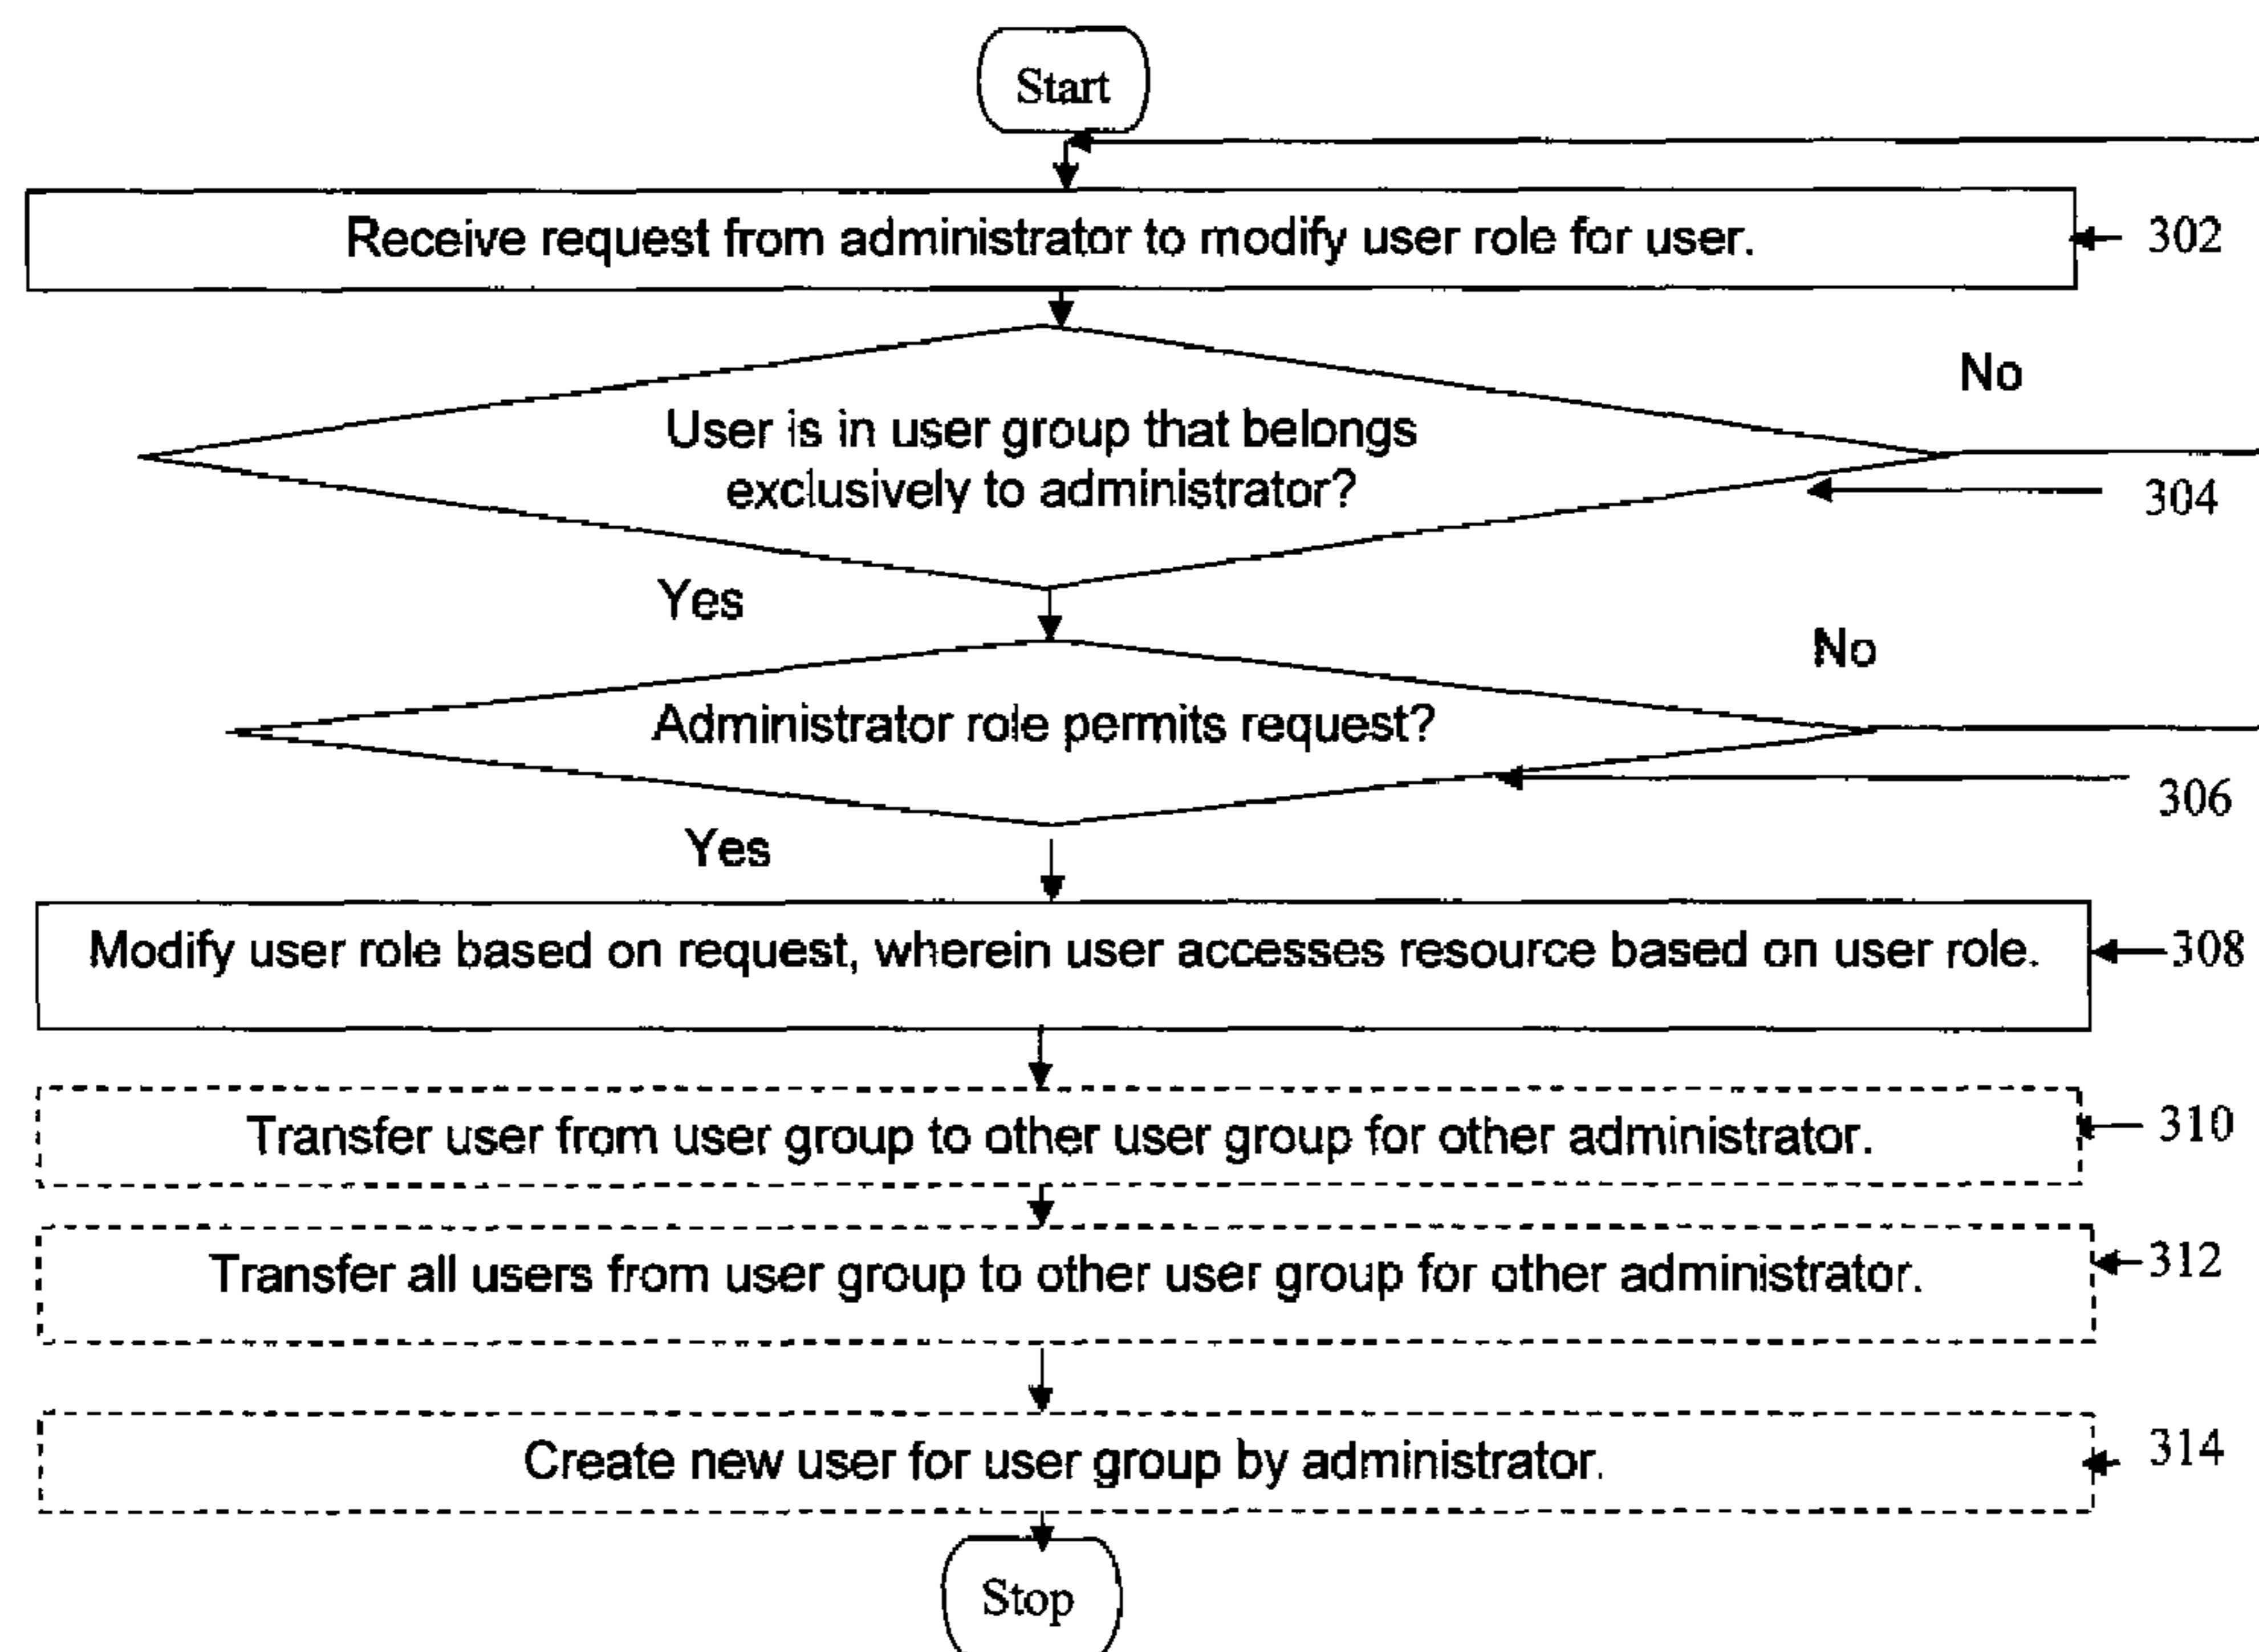 Start
Receive request from administrator to modify user role for user.
302
No
User is in user group that belongs
exclusively to administrator?
304
Yes
No
Administrator role permits request?
306
Yes
Modify user role based on request, wherein user accesses resource based on user role.
308
Transfer user from user group to other user group for other administrator.
310
Transfer all users from user group to other user group for other administrator.
312
Create new user for user group by administrator.
314
Stop